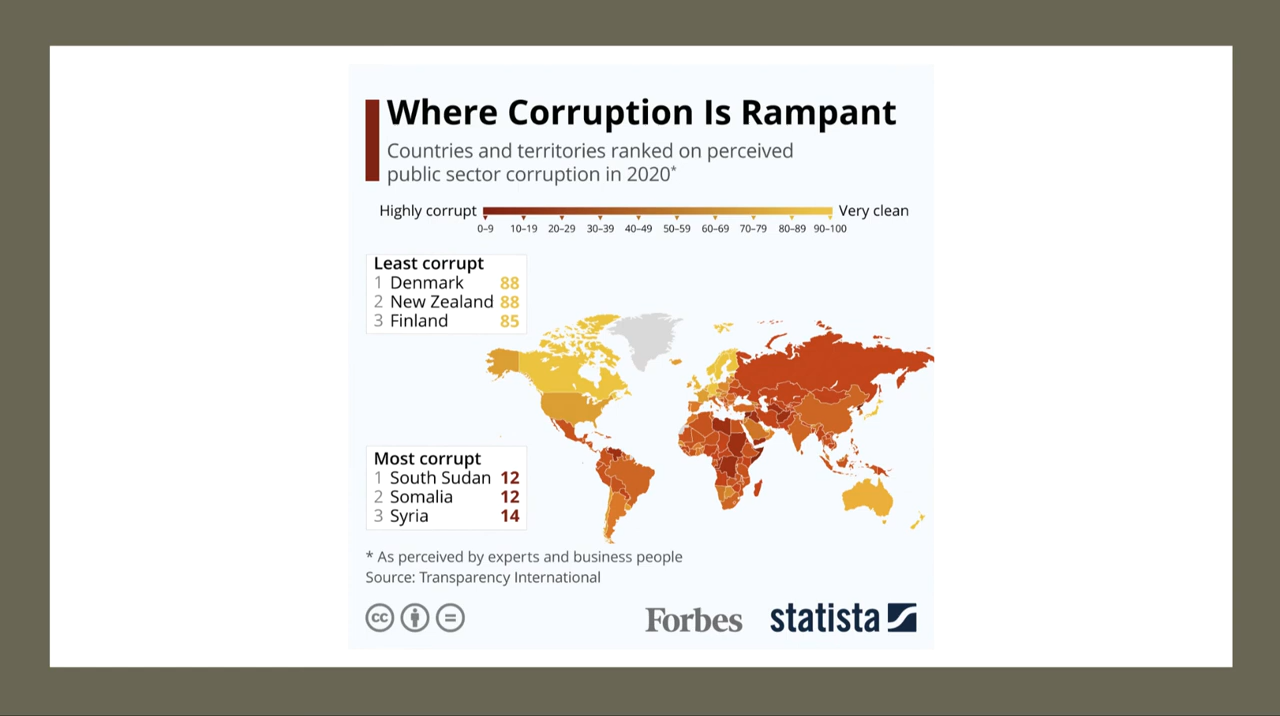 Where Corruption Is Rampant
Countries and territories ranked on perceived
public sector corruption in 2020*
Highly corrupt
Very clean
0–9 10–19 20–29 30–39 40–49 50–59 60–69 70–79 80–89 90–100
Least corrupt
1 Denmark 88
2 New Zealand 88
3 Finland 85
Most corrupt
1 South Sudan 12
2 Somalia 12
3 Syria 14
* As perceived by experts and business people
Source: Transparency International
cc
Forbes
statista